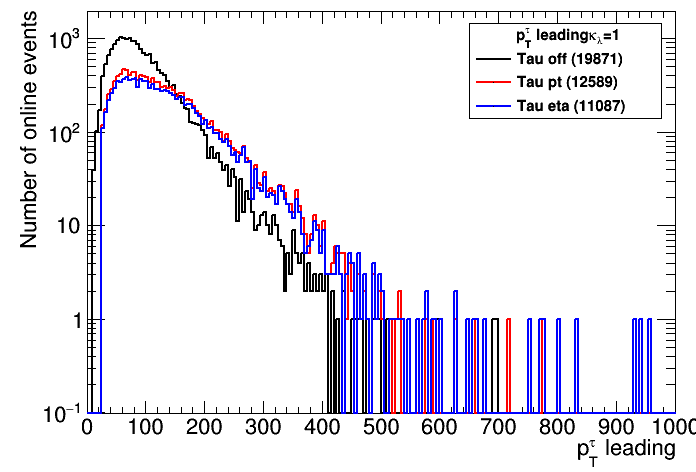 p_T^τ leadingκ_λ=1
Tau off (19871)
Tau pt (12589)
Tau eta (11087)
Number of online events
10^3
10^2
10
1
10^−1
0 100 200 300 400 500 600 700 800 900 1000
p_T^τ leading